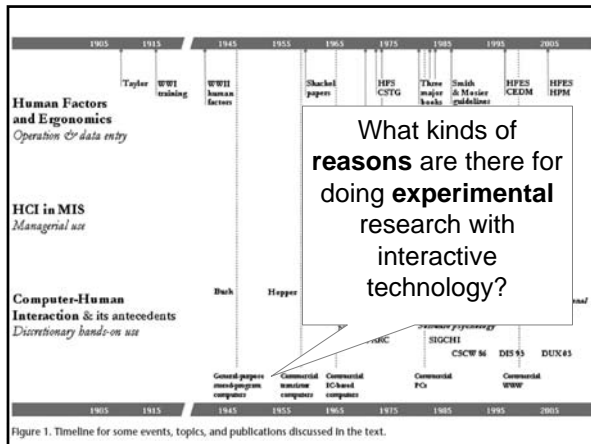 1905 1915 1945 1955 1965 1975 1985 1995 2005
Taylor WWI WWII Shackel HFS Three Smith HFES HFES
training human papers CSTG major & Mosier CEDM HPM
factors books guidelines
Human Factors
and Ergonomics
Operation & data entry
What kinds of
reasons are there for
doing experimental
research with
interactive
technology?
HCI in MIS
Managerial use
Bush Hopper
Computer-Human
Interaction & its antecedents
Discretionary hands-on use
psychology
SIGCHI
CSCW 86 DIS 95 DUX 03
General-purpose Commercial Commercial Commercial Commercial
transistor IC-based PCs WWW
computers computers computers
1905 1915 1945 1955 1965 1975 1985 1995 2005
Figure 1. Timeline for some events, topics, and publications discussed in the text.